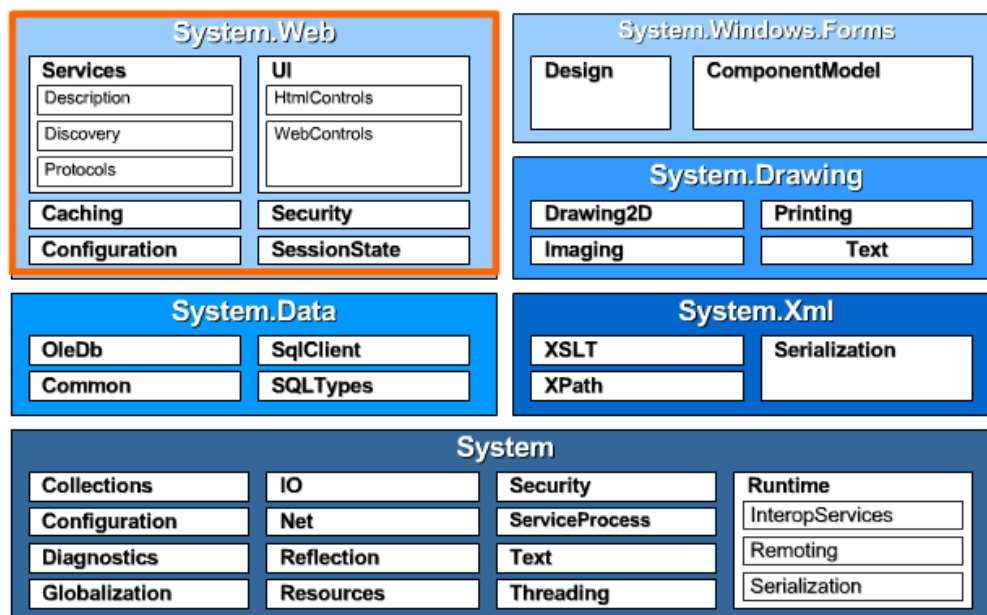 System.Web
Services
Description
Discovery
Protocols
UI
HtmlControls
WebControls
Caching
Security
Configuration
SessionState
System.Windows.Forms
Design
ComponentModel
System.Drawing
Drawing2D
Printing
Imaging
Text
System.Data
OleDb
SqlClient
Common
SQLTypes
System.Xml
XSLT
Serialization
XPath
System
Collections
IO
Security
Configuration
Net
ServiceProcess
Diagnostics
Reflection
Text
Globalization
Resources
Threading
Runtime
InteropServices
Remoting
Serialization